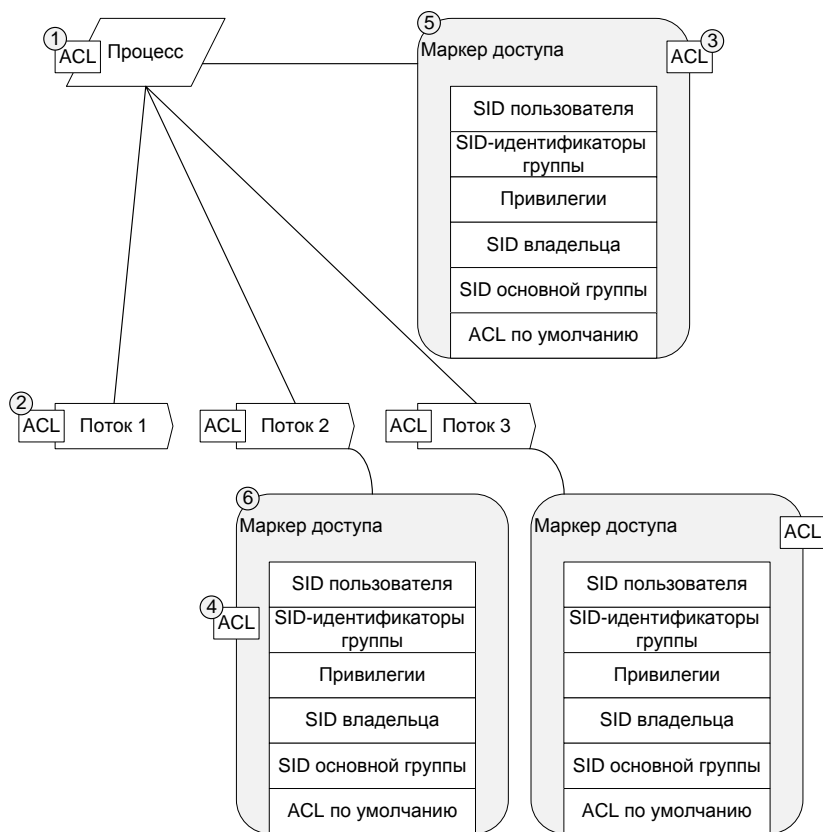 1
ACL
Процесс
5
Маркер доступа
3
ACL
SID пользователя
SID-идентификаторы
группы
Привилегии
SID владельца
SID основной группы
ACL по умолчанию
2
ACL
Поток 1
ACL
Поток 2
ACL
Поток 3
6
Маркер доступа
4
ACL
SID пользователя
SID-идентификаторы
группы
Привилегии
SID владельца
SID основной группы
ACL по умолчанию
Маркер доступа
ACL
SID пользователя
SID-идентификаторы
группы
Привилегии
SID владельца
SID основной группы
ACL по умолчанию